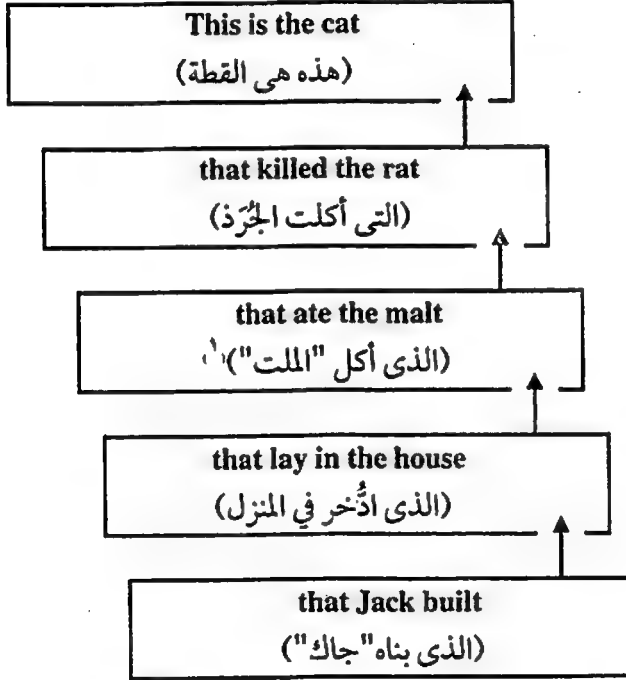 This is the cat
(هذه هى القطة)
that killed the rat
(التى أكلت الجُرَذ)
that ate the malt
(الذى أكل "الملت")(١)
that lay in the house
(الذى ادُّخر في المنزل)
that Jack built
(الذى بناه "جاك")